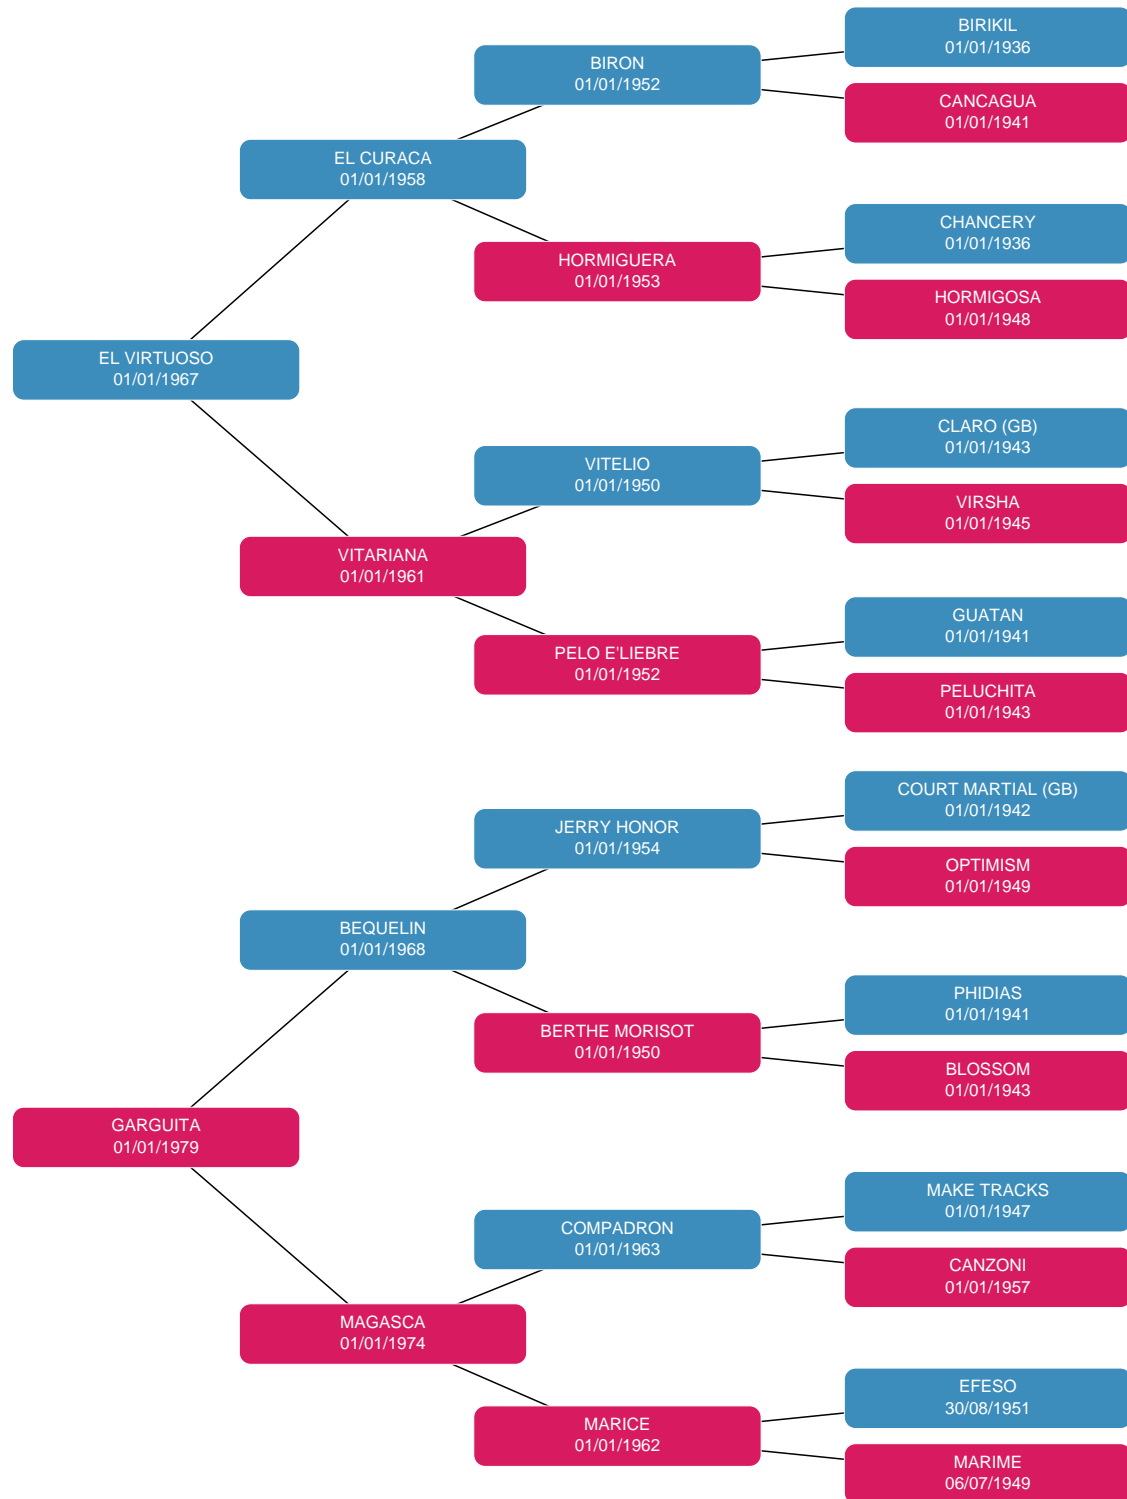 BIRIKIL
01/01/1936
BIRON
01/01/1952
CANCAGUA
01/01/1941
EL CURACA
01/01/1958
CHANCERY
01/01/1936
HORMIGUERA
01/01/1953
HORMIGOSA
01/01/1948
EL VIRTUOSO
01/01/1967
CLARO (GB)
01/01/1943
VITELIO
01/01/1950
VIRSHA
01/01/1945
VITARIANA
01/01/1961
GUATAN
01/01/1941
PELO E'LIEBRE
01/01/1952
PELUCHITA
01/01/1943
COURT MARTIAL (GB)
01/01/1942
JERRY HONOR
01/01/1954
OPTIMISM
01/01/1949
BEQUELIN
01/01/1968
PHIDIAS
01/01/1941
BERTHE MORISOT
01/01/1950
BLOSSOM
01/01/1943
GARGUITA
01/01/1979
MAKE TRACKS
01/01/1947
COMPADRON
01/01/1963
CANZONI
01/01/1957
MAGASCA
01/01/1974
EFESO
30/08/1951
MARICE
01/01/1962
MARIME
06/07/1949